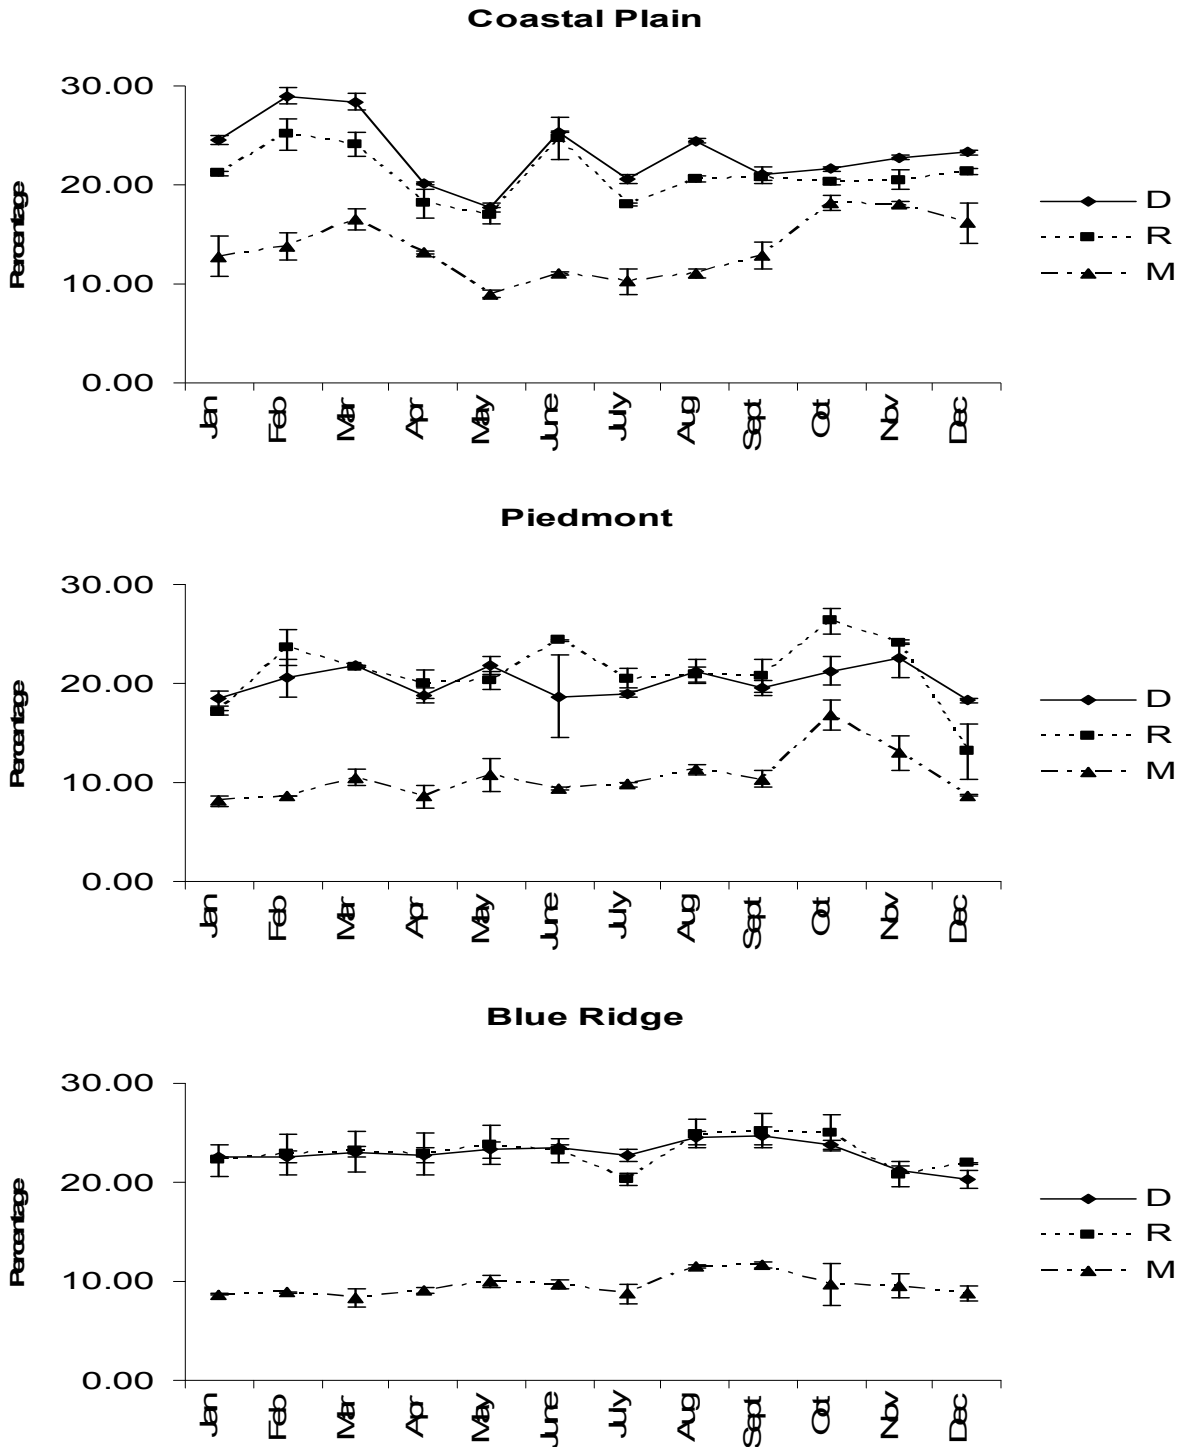 Coastal Plain
30.00
20.00
10.00
0.00
Percentage
Jan Feb Mar Apr May June July Aug Sept Oct Nov Dec
D
R
M
Piedmont
30.00
20.00
10.00
0.00
Percentage
Jan Feb Mar Apr May June July Aug Sept Oct Nov Dec
D
R
M
Blue Ridge
30.00
20.00
10.00
0.00
Percentage
Jan Feb Mar Apr May June July Aug Sept Oct Nov Dec
D
R
M